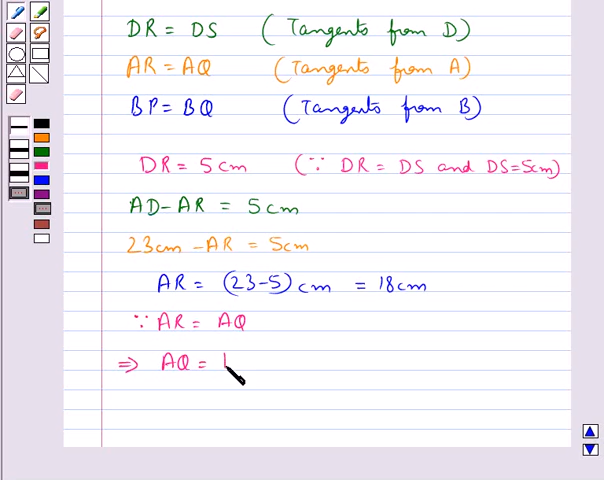 DR = DS (Tangents from D)
AR = AQ (Tangents from A)
BP = BQ (Tangents from B)
DR = 5cm (∵ DR = DS and DS=5cm)
AD-AR = 5cm
23cm -AR = 5cm
AR = (23-5)cm = 18cm
∵ AR = AQ
⇒ AQ = 1